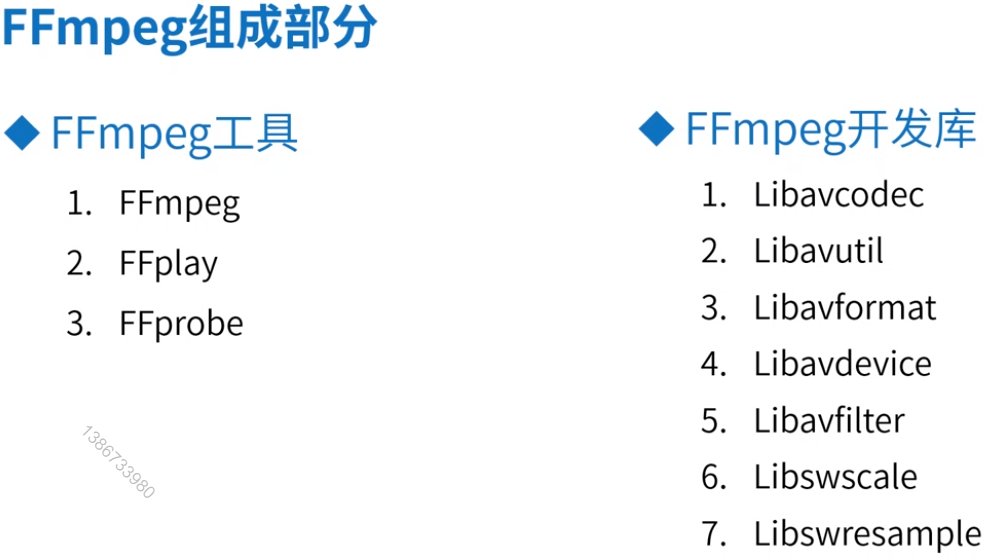 FFmpeg组成部分
◆ FFmpeg工具
1. FFmpeg
2. FFplay
3. FFprobe
◆ FFmpeg开发库
1. Libavcodec
2. Libavutil
3. Libavformat
4. Libavdevice
5. Libavfilter
6. Libswscale
7. Libswresample
1386733980